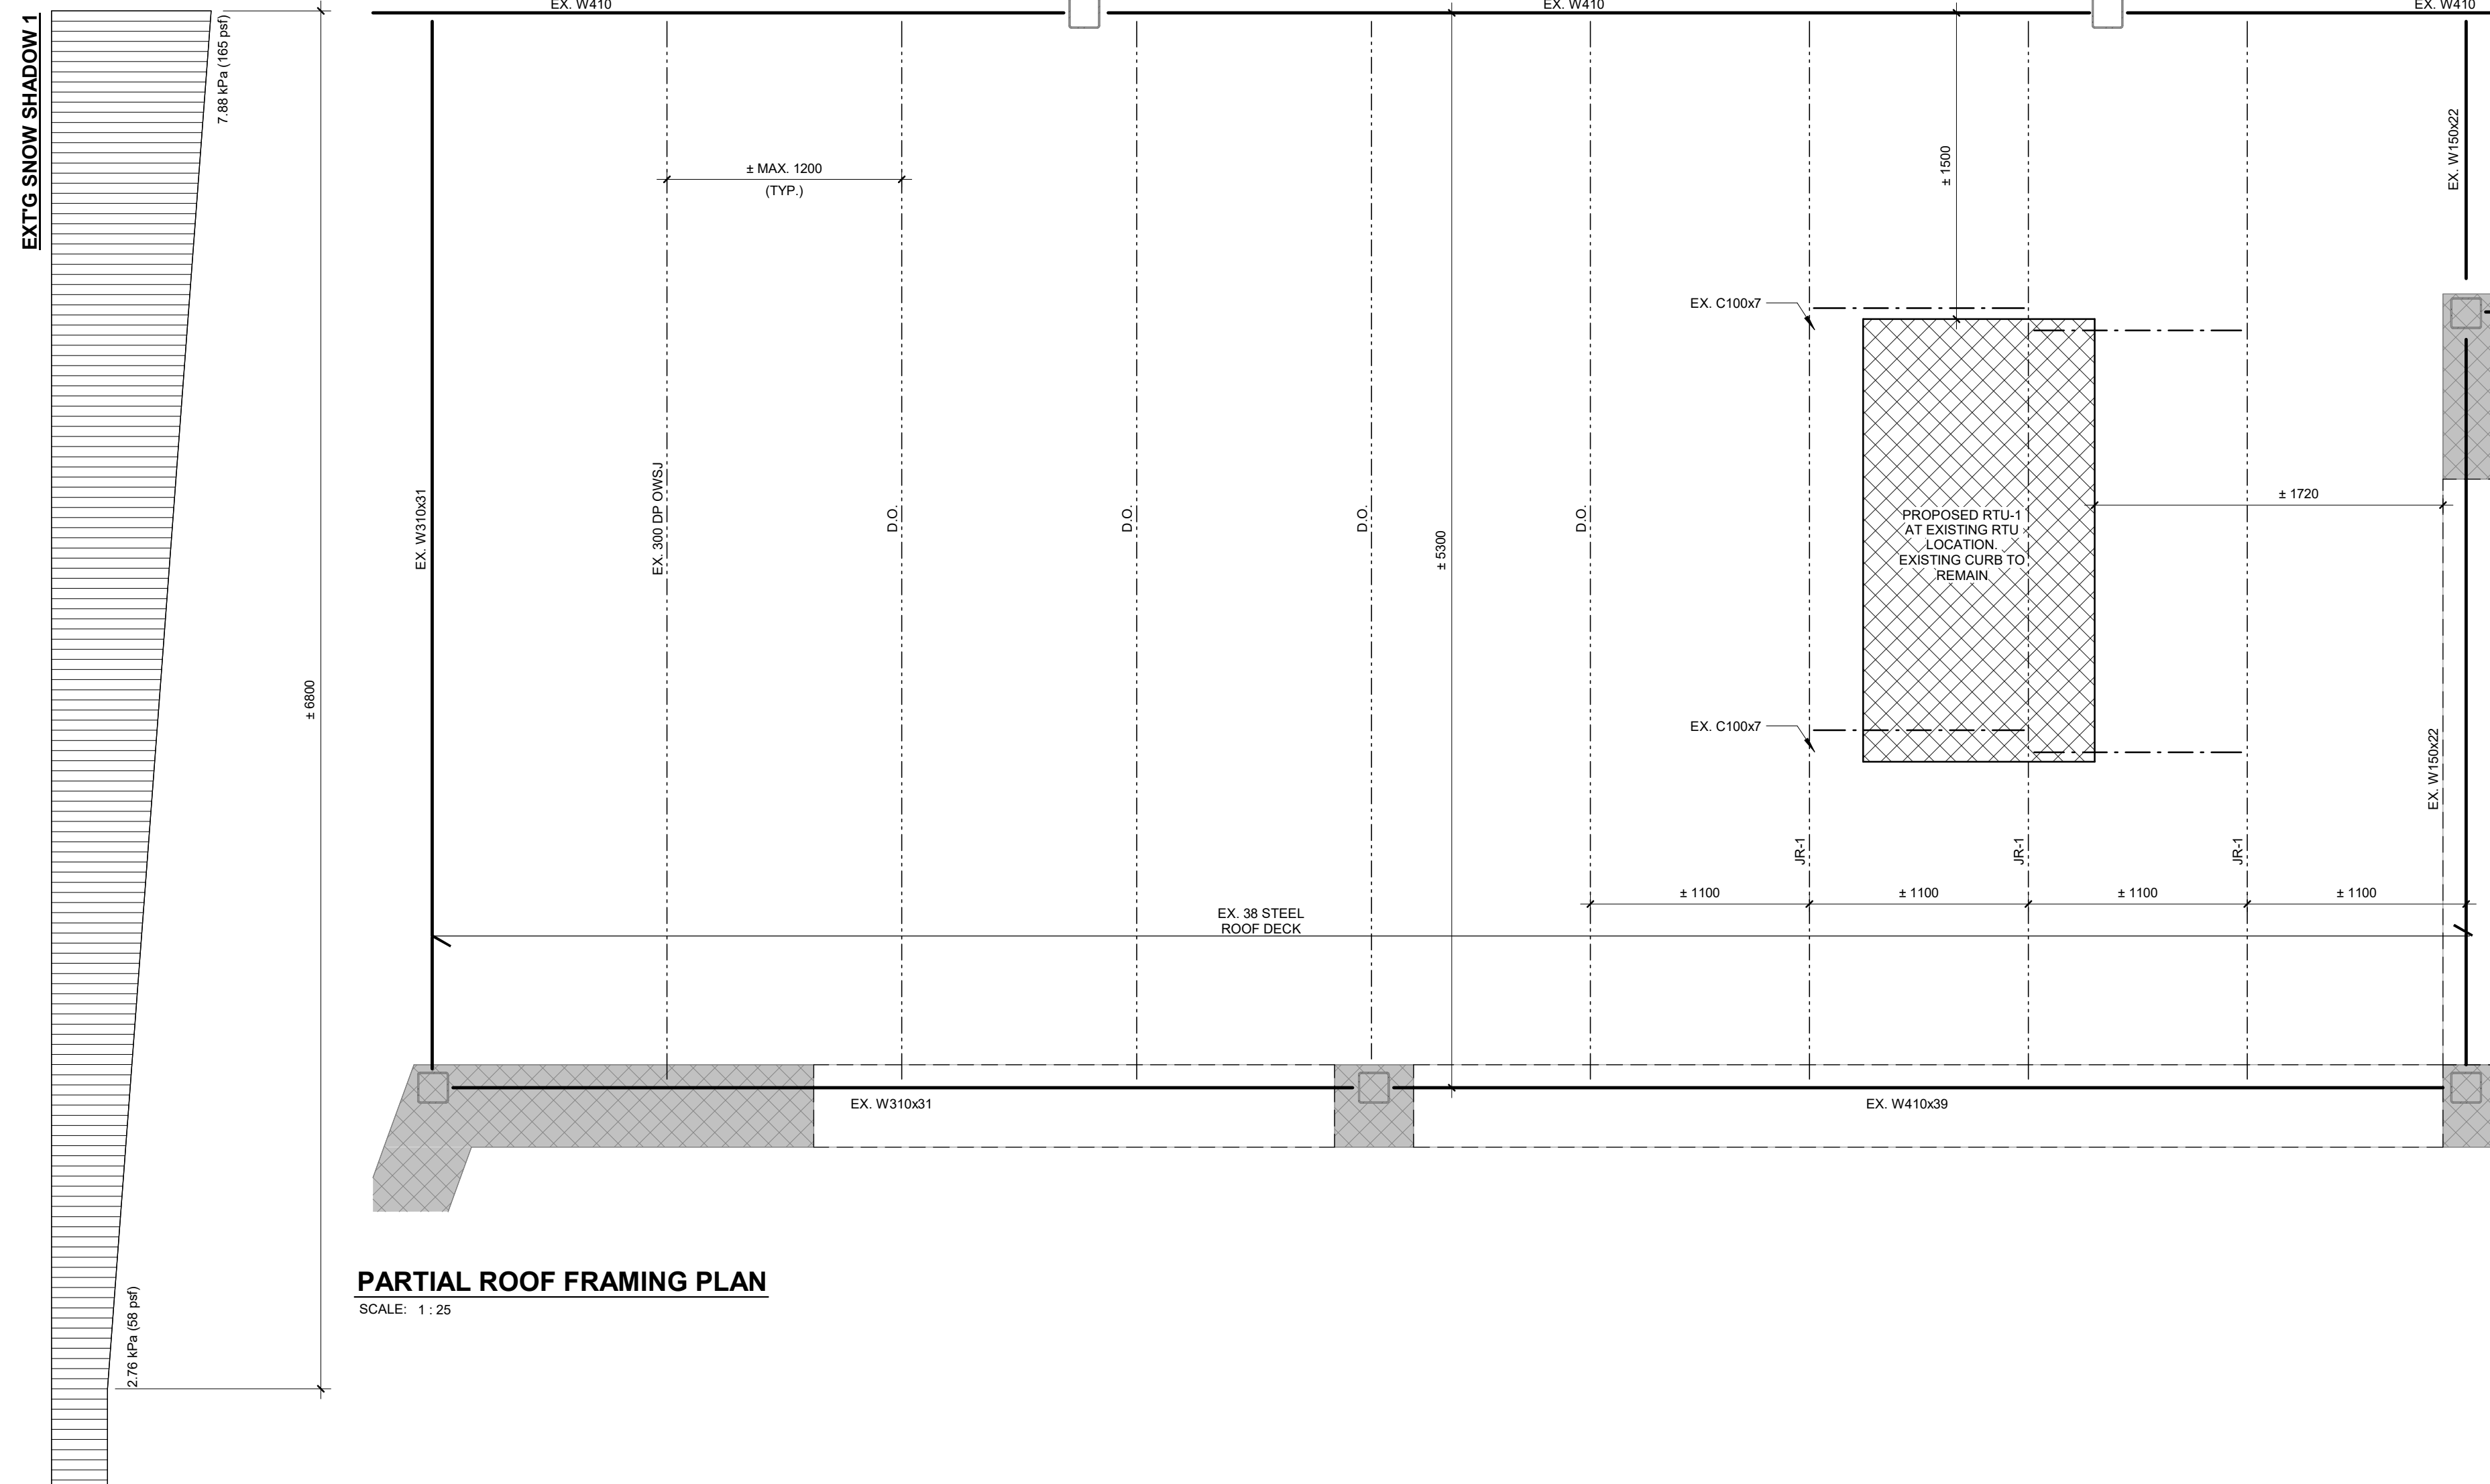 EX. W410
EX. W410
EX. W410
EXT'G SNOW SHADOW 1
7.88 kPa (165 psf)
± MAX. 1200
(TYP.)
± 1500
EX. W150x22
EX. C100x7
± 1720
EX. W310x31
EX. 300 DP OWSJ
D.O.
D.O.
D.O.
D.O.
± 5300
PROPOSED RTU-1
AT EXISTING RTU
LOCATION.
EXISTING CURB TO
REMAIN
± 6800
EX. C100x7
EX. W150x22
JR-1
JR-1
JR-1
± 1100
± 1100
± 1100
± 1100
EX. 38 STEEL
ROOF DECK
EX. W310x31
EX. W410x39
PARTIAL ROOF FRAMING PLAN
SCALE: 1 : 25
2.76 kPa (58 psf)